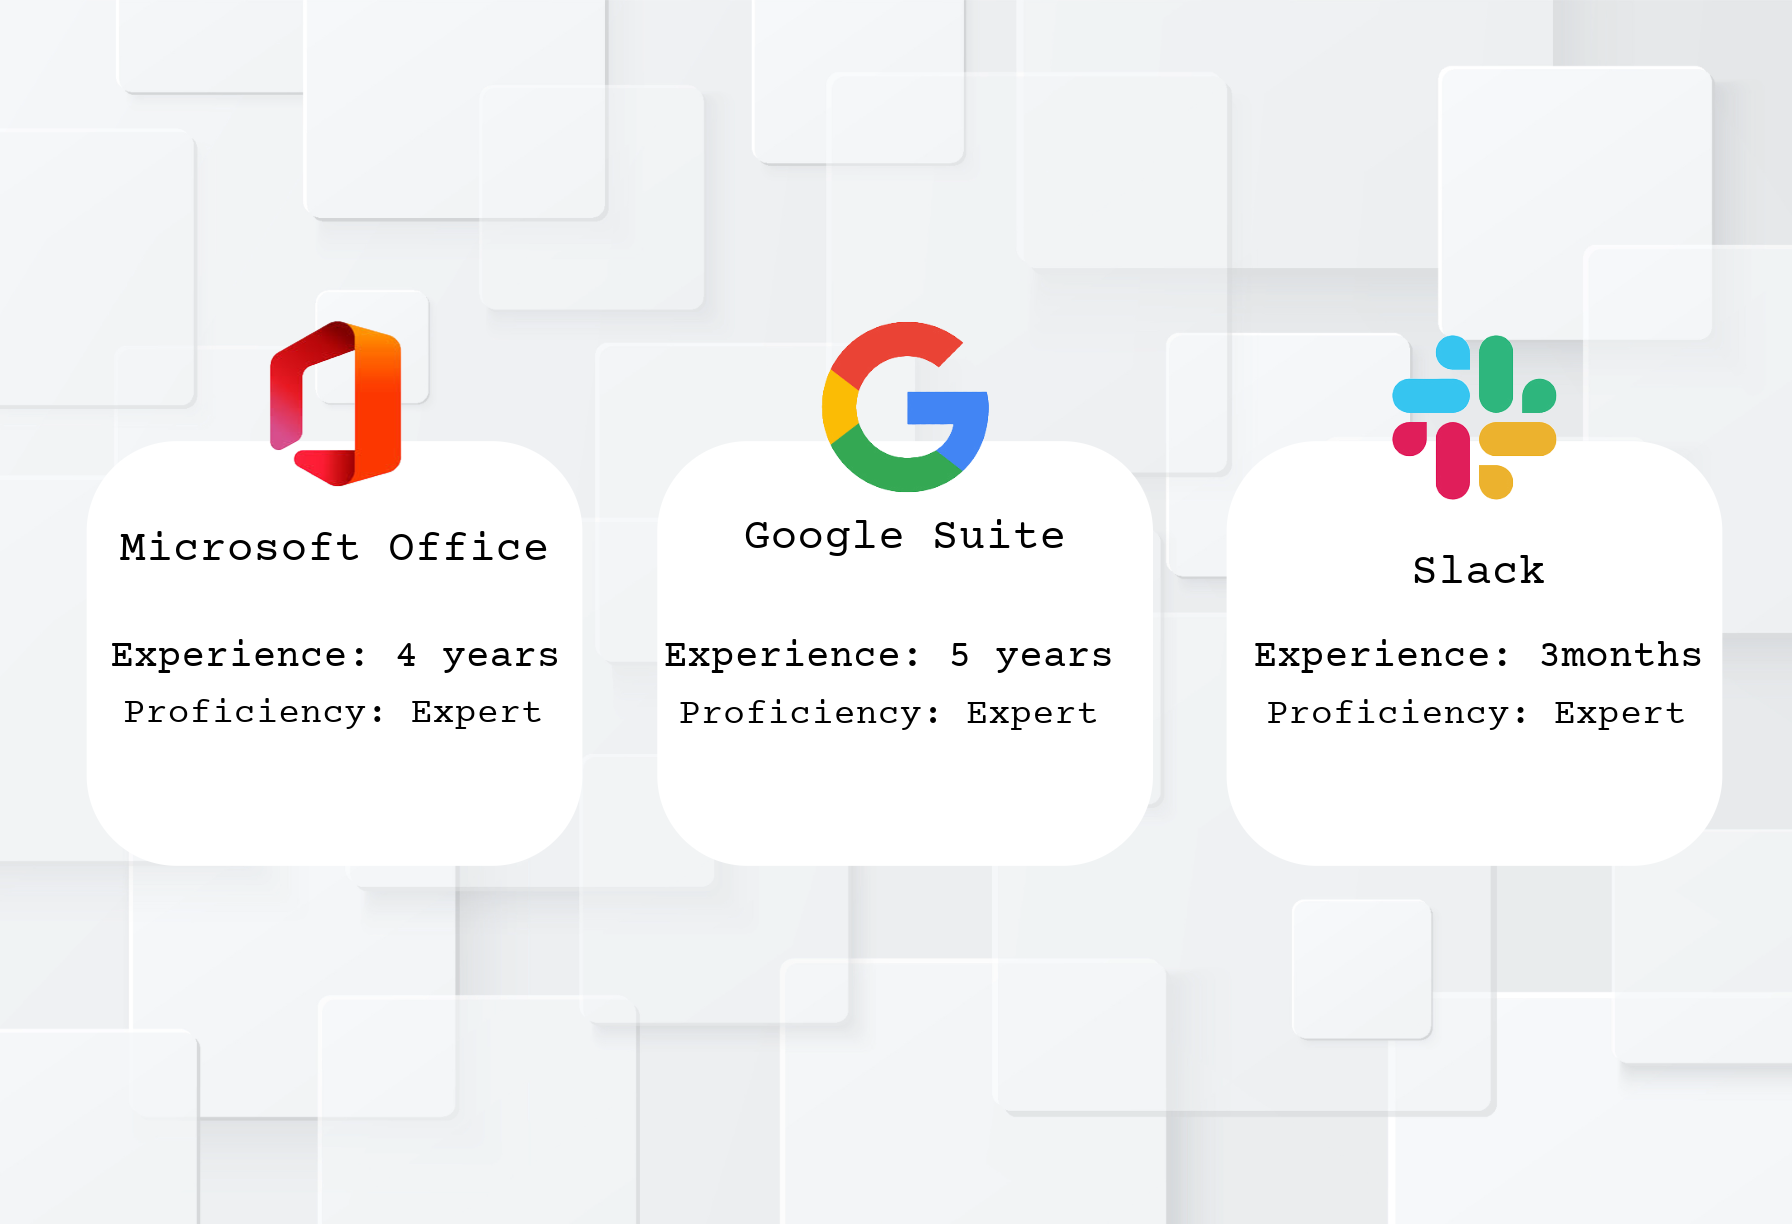 Microsoft Office
Experience: 4 years
Proficiency: Expert
Google Suite
Experience: 5 years
Proficiency: Expert
Slack
Experience: 3months
Proficiency: Expert